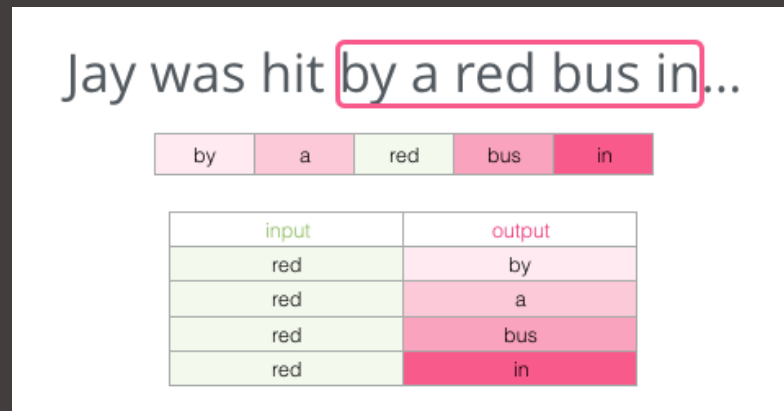 Jay was hit by a red bus in...
by a red bus in
input output
red by
red a
red bus
red in